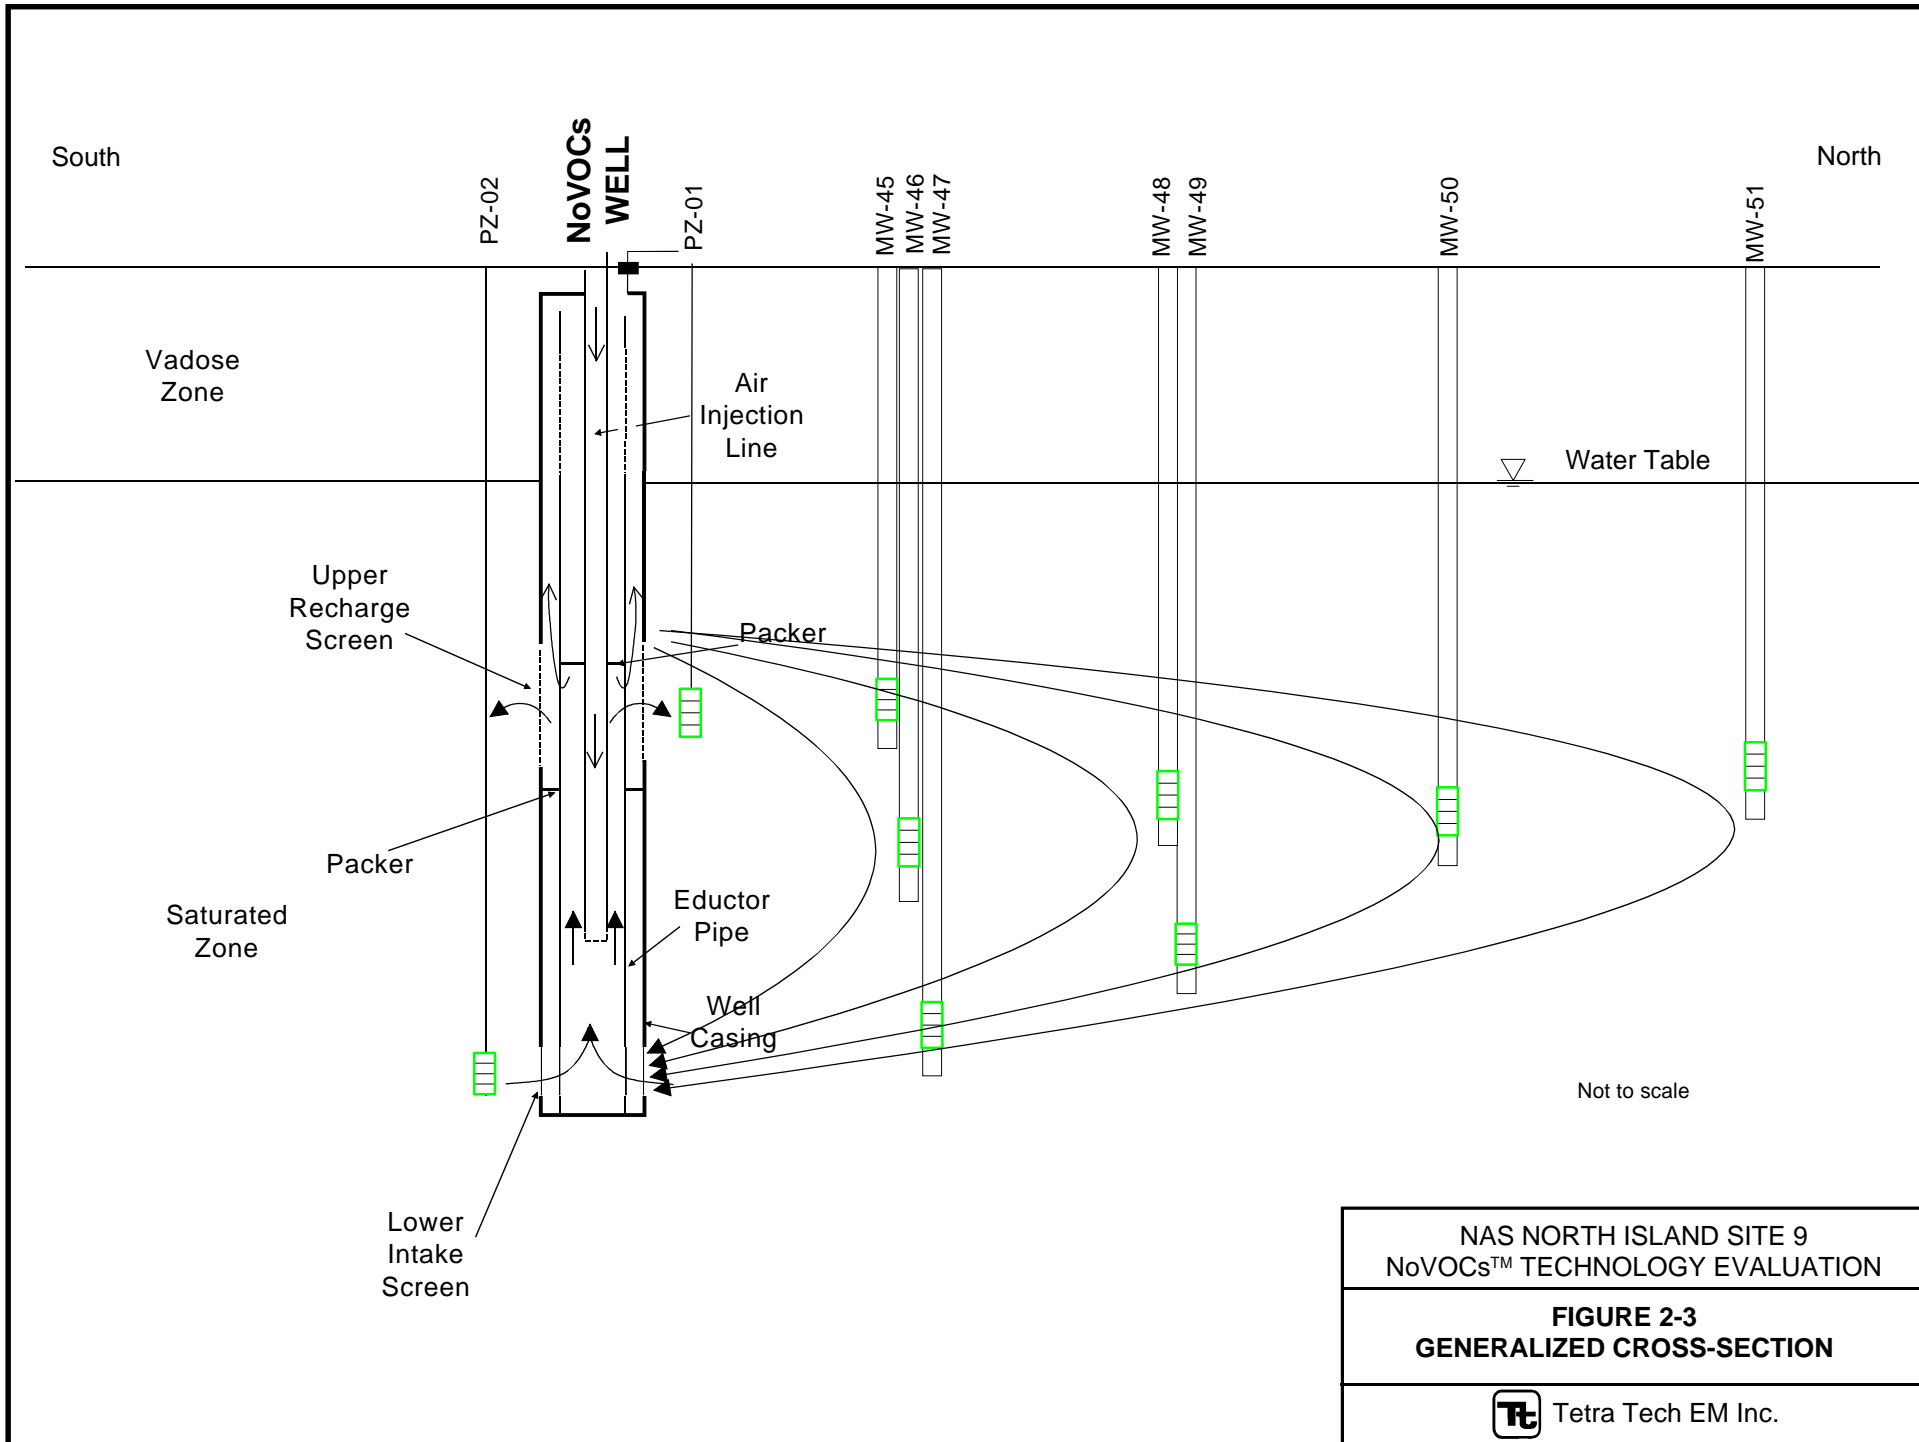 South
North
PZ-02
NoVOCs
WELL
PZ-01
MW-45
MW-46
MW-47
MW-48
MW-49
MW-50
MW-51
Vadose
Zone
Air
Injection
Line
Water Table
Upper
Recharge
Screen
Packer
Packer
Saturated
Zone
Eductor
Pipe
Well
Casing
Not to scale
Lower
Intake
Screen
NAS NORTH ISLAND SITE 9
NoVOCs™ TECHNOLOGY EVALUATION
FIGURE 2-3
GENERALIZED CROSS-SECTION
Tt Tetra Tech EM Inc.